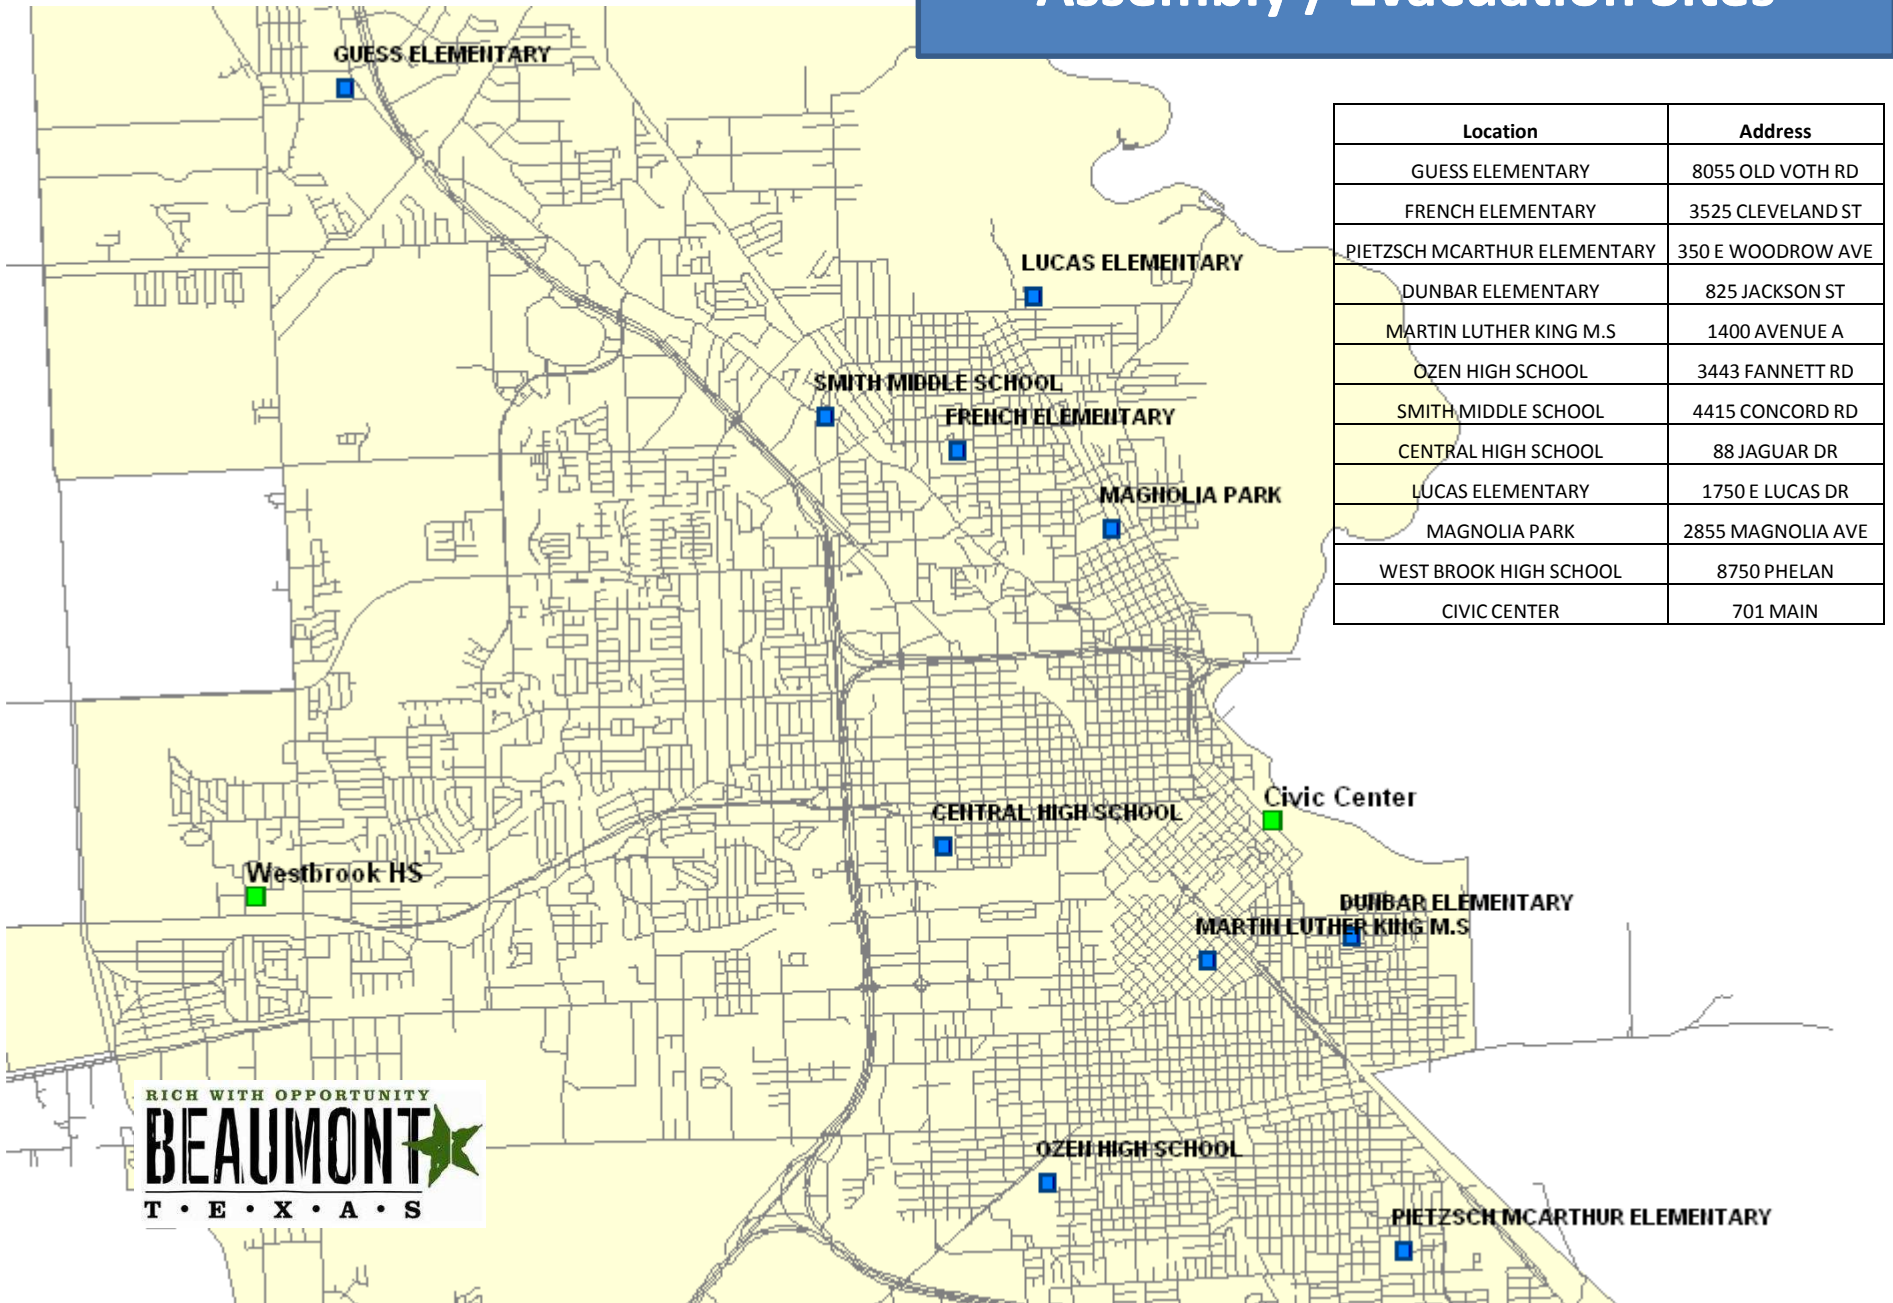 Assembly / Evacuation Sites
GUESS ELEMENTARY
Location Address
GUESS ELEMENTARY 8055 OLD VOTH RD
FRENCH ELEMENTARY 3525 CLEVELAND ST
PIETZSCH MCARTHUR ELEMENTARY 350 E WOODROW AVE
DUNBAR ELEMENTARY 825 JACKSON ST
MARTIN LUTHER KING M.S 1400 AVENUE A
OZEN HIGH SCHOOL 3443 FANNETT RD
SMITH MIDDLE SCHOOL 4415 CONCORD RD
CENTRAL HIGH SCHOOL 88 JAGUAR DR
LUCAS ELEMENTARY 1750 E LUCAS DR
MAGNOLIA PARK 2855 MAGNOLIA AVE
WEST BROOK HIGH SCHOOL 8750 PHELAN
CIVIC CENTER 701 MAIN
LUCAS ELEMENTARY
SMITH MIDDLE SCHOOL
FRENCH ELEMENTARY
MAGNOLIA PARK
Civic Center
CENTRAL HIGH SCHOOL
Westbrook HS
DUNBAR ELEMENTARY
MARTIN LUTHER KING M.S
RICH WITH OPPORTUNITY
BEAUMONT
T • E • X • A • S
OZEN HIGH SCHOOL
PIETZSCH MCARTHUR ELEMENTARY